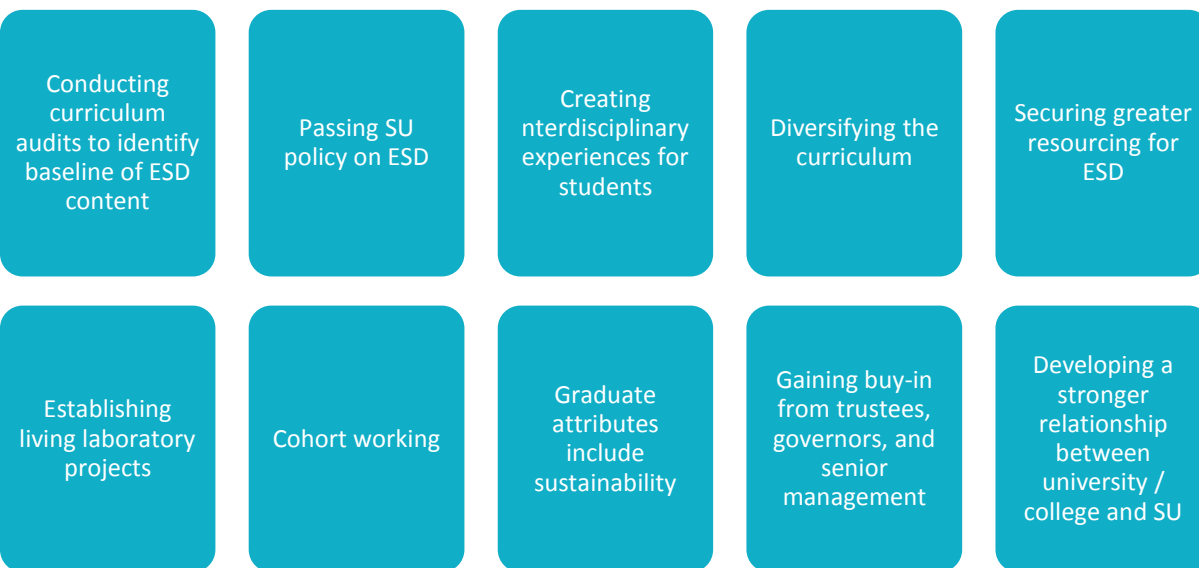 Conducting
curriculum
audits to identify
baseline of ESD
content
Passing SU
policy on ESD
Creating
nterdisciplinary
experiences for
students
Diversifying the
curriculum
Securing greater
resourcing for
ESD
Establishing
living laboratory
projects
Cohort working
Graduate
attributes
include
sustainability
Gaining buy-in
from trustees,
governors, and
senior
management
Developing a
stronger
relationship
between
university /
college and SU